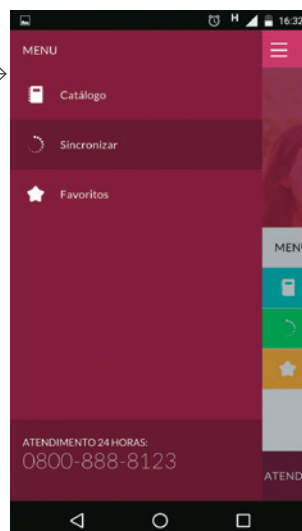 H 16:32
MENU
Catálogo
Sincronizar
Favoritos
MENU
ATENDIMENTO 24 HORAS:
0800-888-8123
ATEND